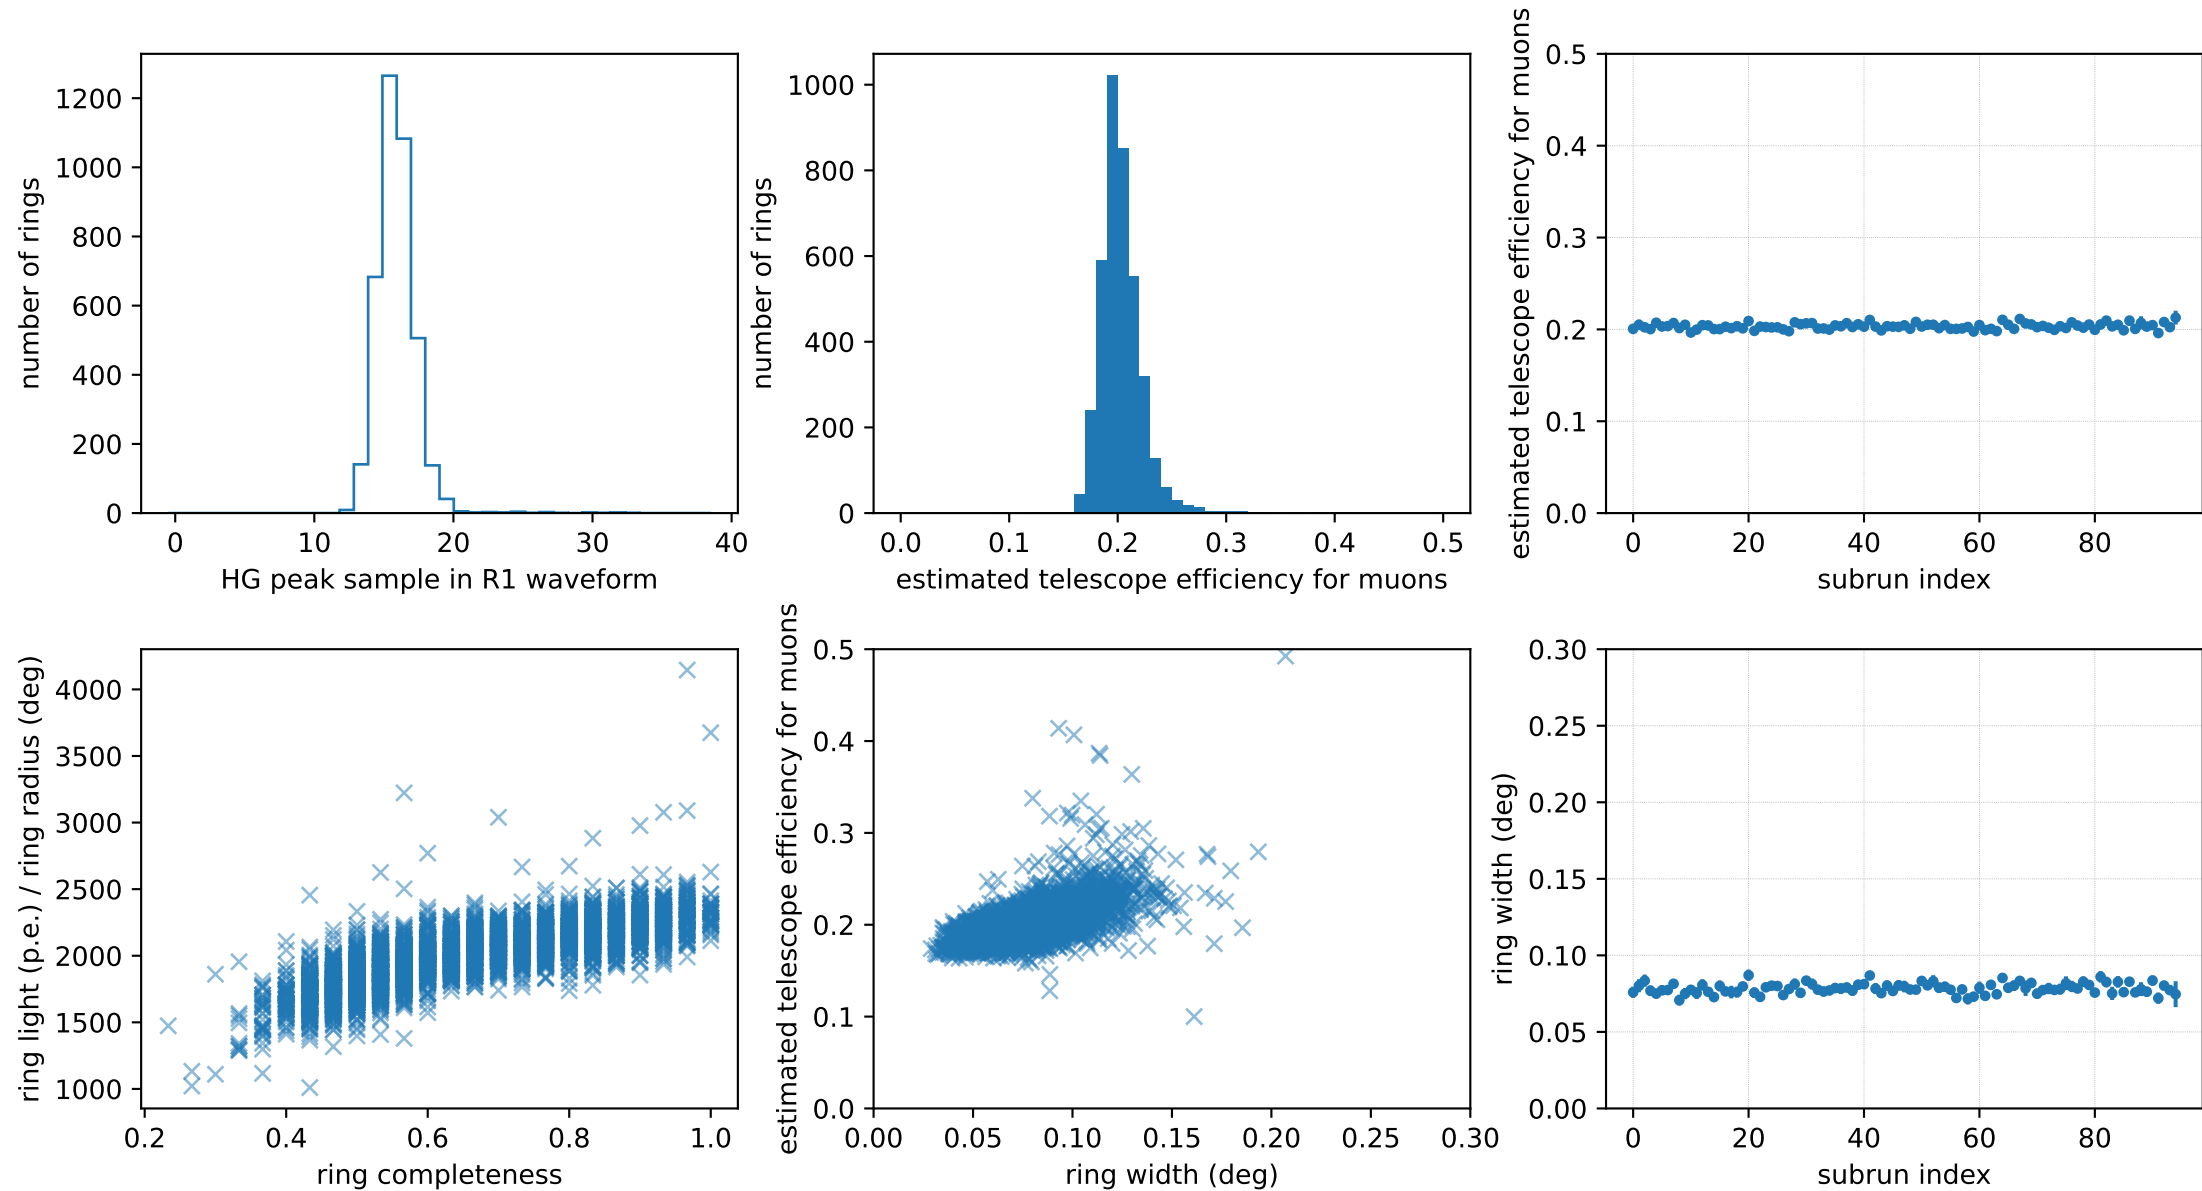 number of rings
1200
1000
800
600
400
200
0
0 10 20 30 40
HG peak sample in R1 waveform
number of rings
1000
800
600
400
200
0
0.0 0.1 0.2 0.3 0.4 0.5
estimated telescope efficiency for muons
estimated telescope efficiency for muons
0.5
0.4
0.3
0.2
0.1
0.0
0 20 40 60 80
subrun index
ring light (p.e.) / ring radius (deg)
4000
3500
3000
2500
2000
1500
1000
0.2 0.4 0.6 0.8 1.0
ring completeness
estimated telescope efficiency for muons
0.5
0.4
0.3
0.2
0.1
0.0
0.00 0.05 0.10 0.15 0.20 0.25 0.30
ring width (deg)
ring width (deg)
0.30
0.25
0.20
0.15
0.10
0.05
0.00
0 20 40 60 80
subrun index